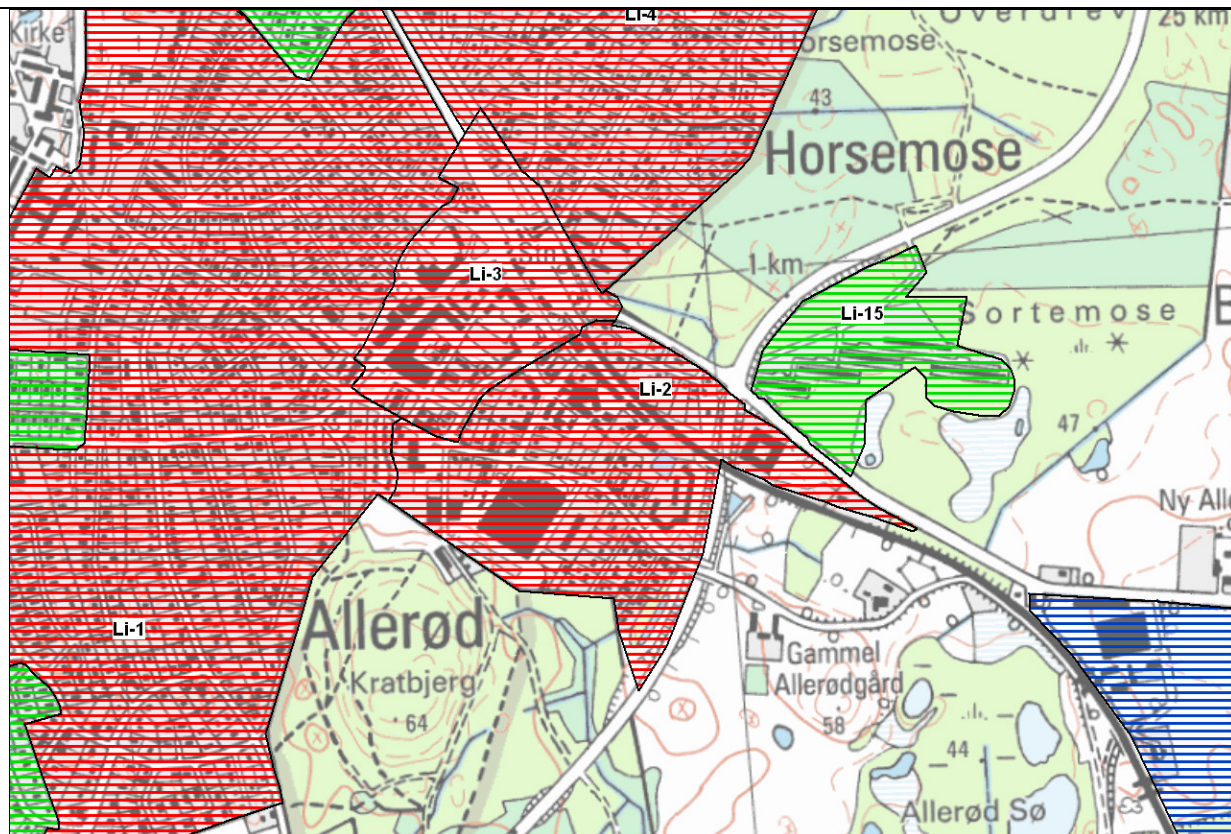 Kirke
Li-4
Overdrev
25 km
Horsemose
43
Horsemose
Li-3
1 km
Li-15
Sortemose
Li-2
47
Ny All
Li-1
Allerød
Kratbjerg
64
Gammel
Allerødgård
58
44
Allerød Sø